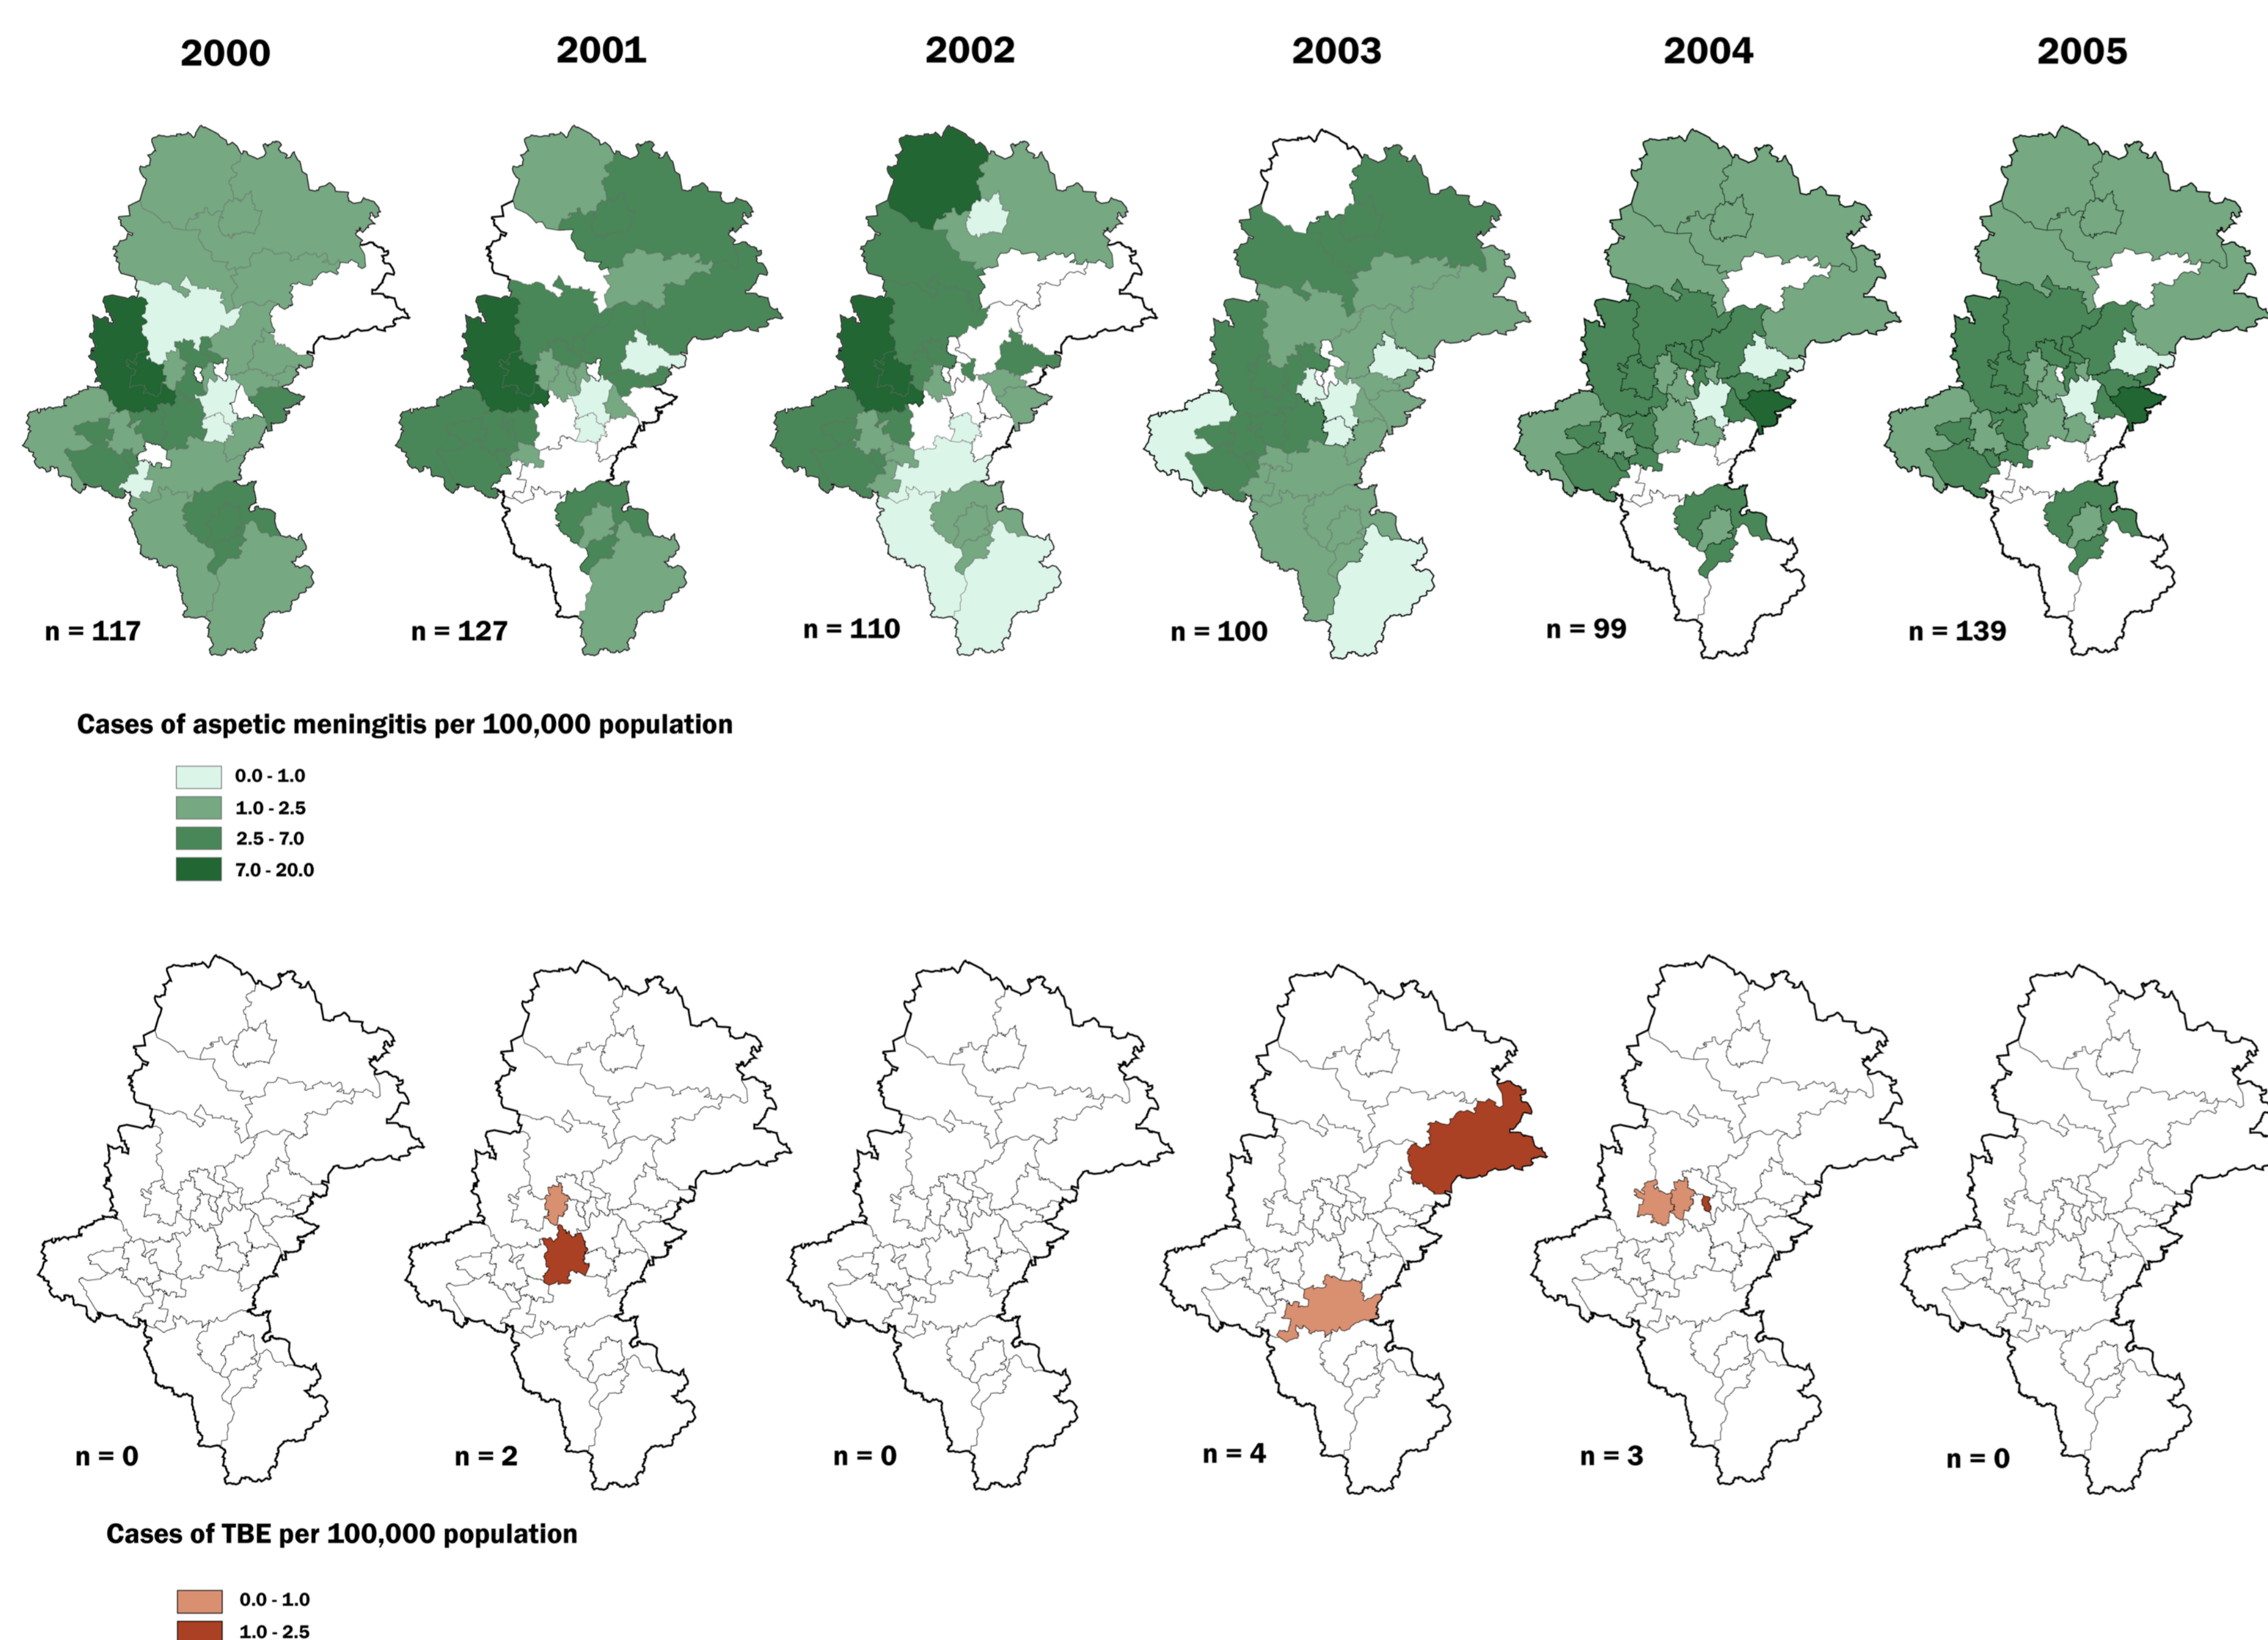 2000 2001 2002 2003 2004 2005
n = 117 n = 127 n = 110 n = 100 n = 99 n = 139
Cases of aspetic meningitis per 100,000 population
0.0 - 1.0
1.0 - 2.5
2.5 - 7.0
7.0 - 20.0
n = 0 n = 2 n = 0 n = 4 n = 3 n = 0
Cases of TBE per 100,000 population
0.0 - 1.0
1.0 - 2.5